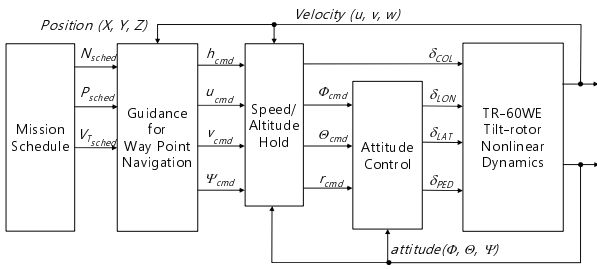 Position (X, Y, Z)
Velocity (u, v, w)
Mission
Schedule
N_sched
P_sched
V_T_sched
Guidance
for
Way Point
Navigation
h_cmd
u_cmd
v_cmd
Ψ_cmd
Speed/
Altitude
Hold
Φ_cmd
Θ_cmd
r_cmd
Attitude
Control
δ_COL
δ_LON
δ_LAT
δ_PED
TR-60WE
Tilt-rotor
Nonlinear
Dynamics
attitude(Φ, Θ, Ψ)